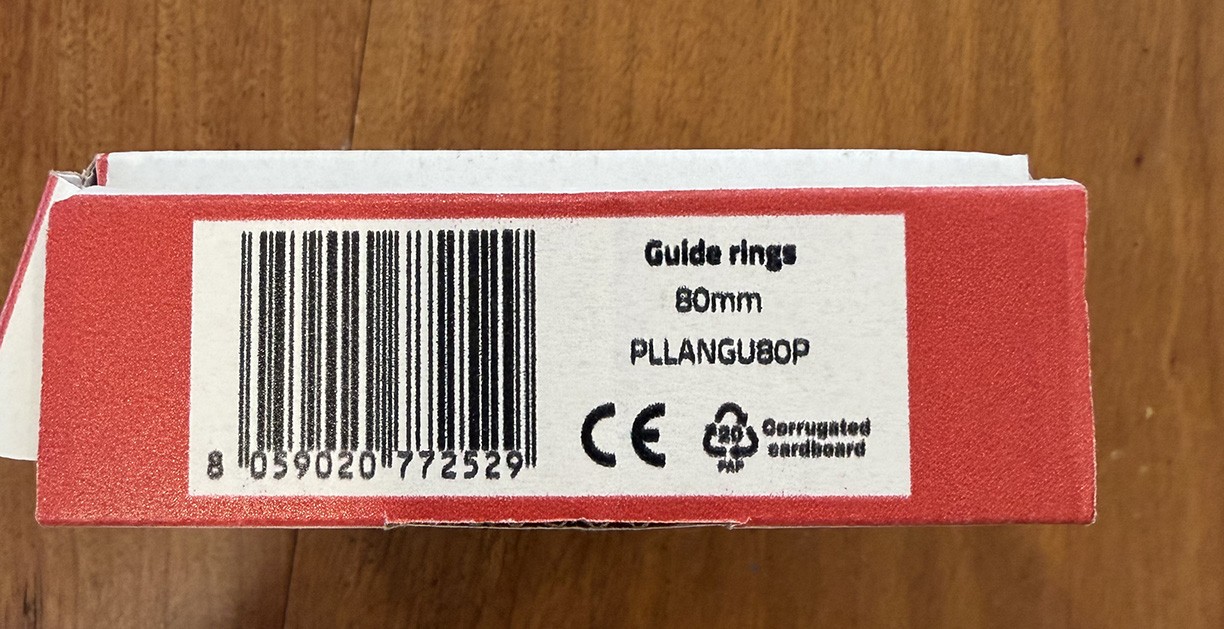 Guide rings
80mm
PLLANGU80P
CE
20
PAP
Corrugated
cardboard
8 059020 772529